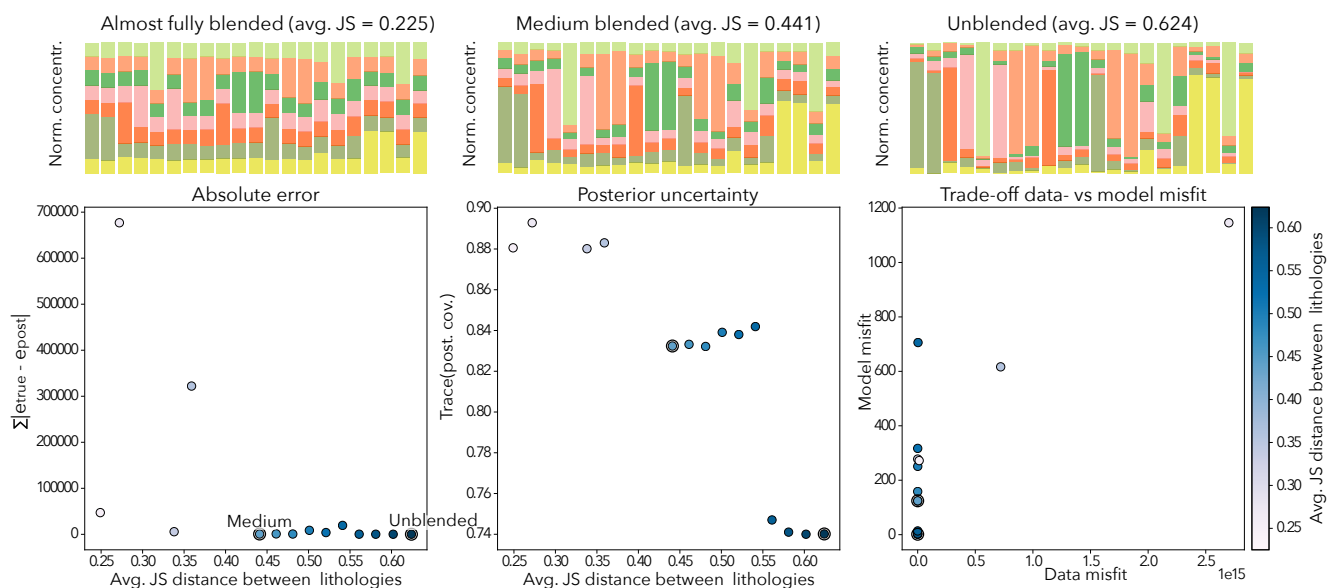 Almost fully blended (avg. JS = 0.225)
Medium blended (avg. JS = 0.441)
Unblended (avg. JS = 0.624)
Norm. concentr.
Norm. concentr.
Norm. concentr.
Absolute error
700000
600000
500000
400000
300000
200000
100000
0
Σ|etrue - epost|
Medium
Unblended
0.25 0.30 0.35 0.40 0.45 0.50 0.55 0.60
Avg. JS distance between lithologies
Posterior uncertainty
0.90
0.88
0.86
0.84
0.82
0.80
0.78
0.76
0.74
Trace(post. cov.)
0.25 0.30 0.35 0.40 0.45 0.50 0.55 0.60
Avg. JS distance between lithologies
Trade-off data- vs model misfit
1200
1000
800
600
400
200
0
Model misfit
0.0 0.5 1.0 1.5 2.0 2.5
1e15
Data misfit
0.60
0.55
0.50
0.45
0.40
0.35
0.30
0.25
Avg. JS distance between lithologies